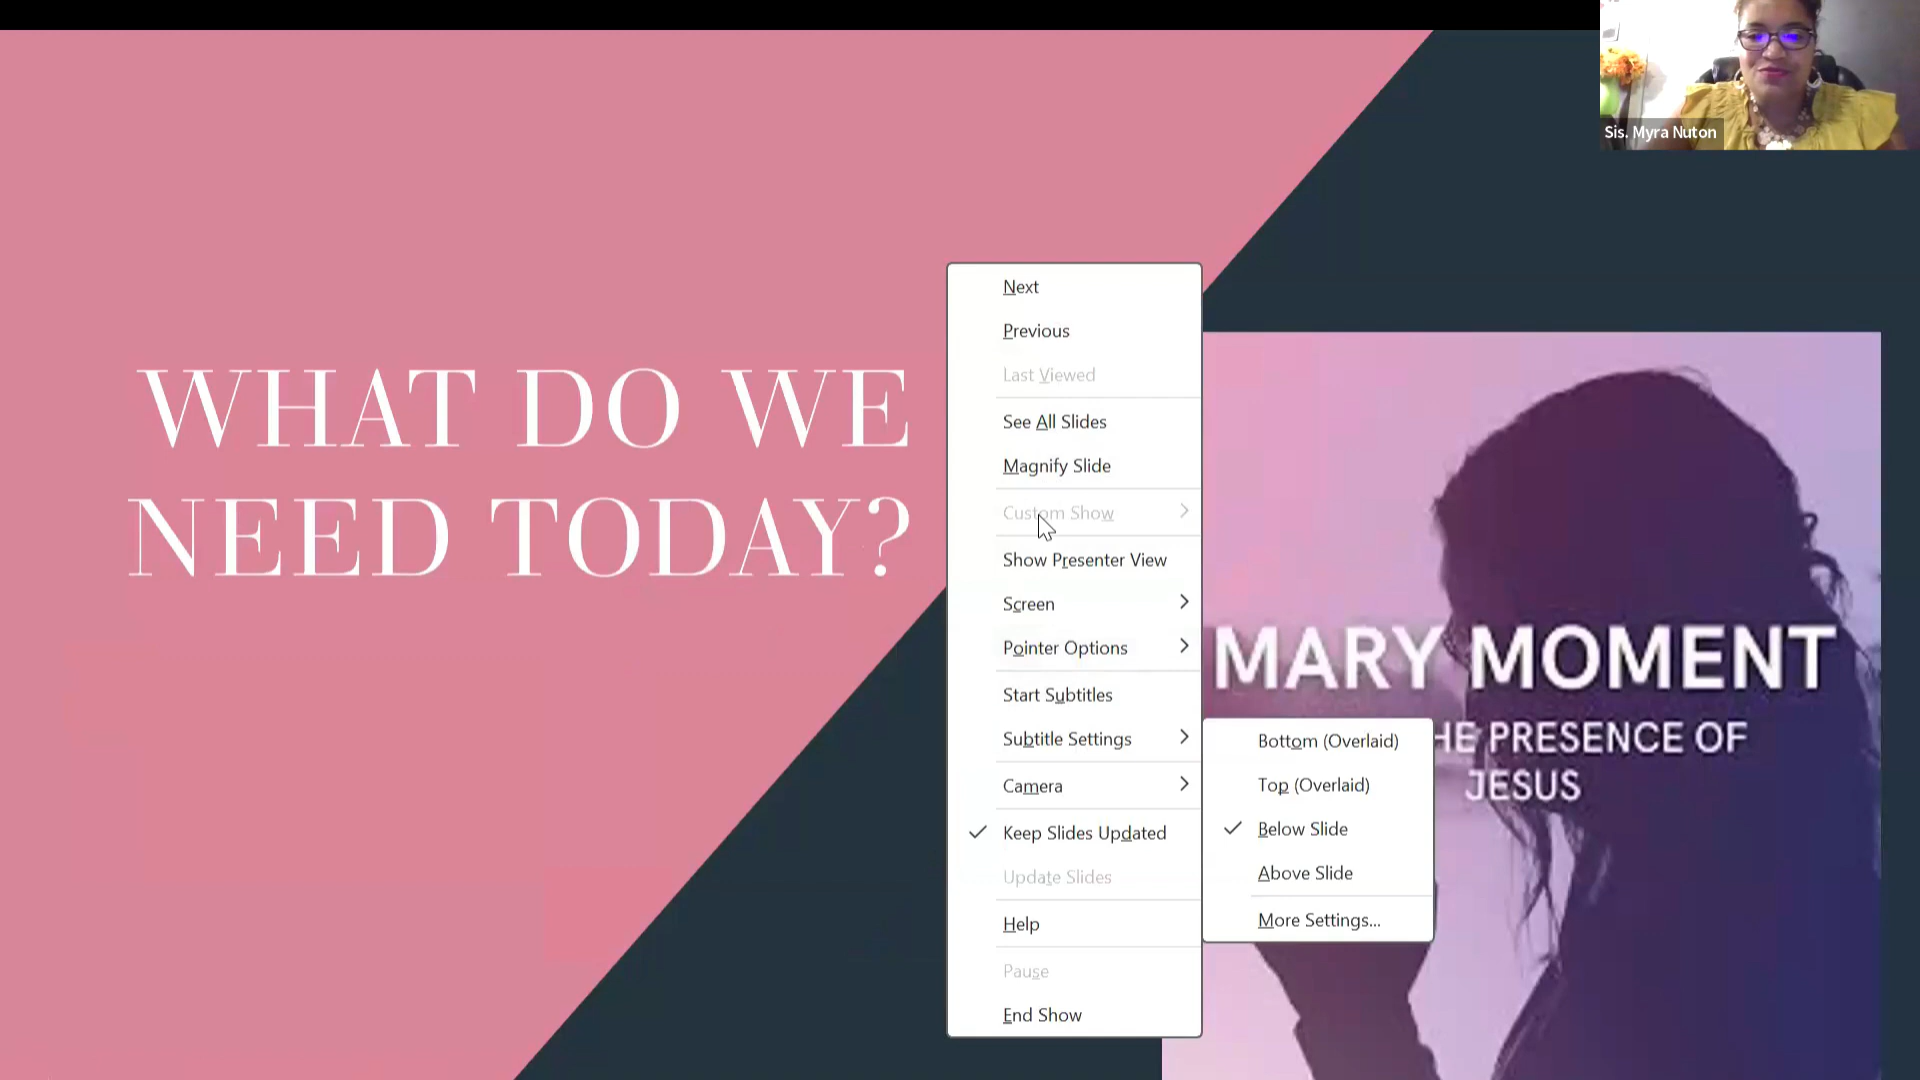 Sis. Myra Nuton
WHAT DO WE
NEED TODAY?
Next
Previous
Last Viewed
See All Slides
Magnify Slide
Custom Show
Show Presenter View
Screen
Pointer Options
Start Subtitles
Subtitle Settings
Camera
Keep Slides Updated
Update Slides
Help
Pause
End Show
Bottom (Overlaid)
Top (Overlaid)
Below Slide
Above Slide
More Settings...
MARY MOMENT
PRESENCE OF
JESUS